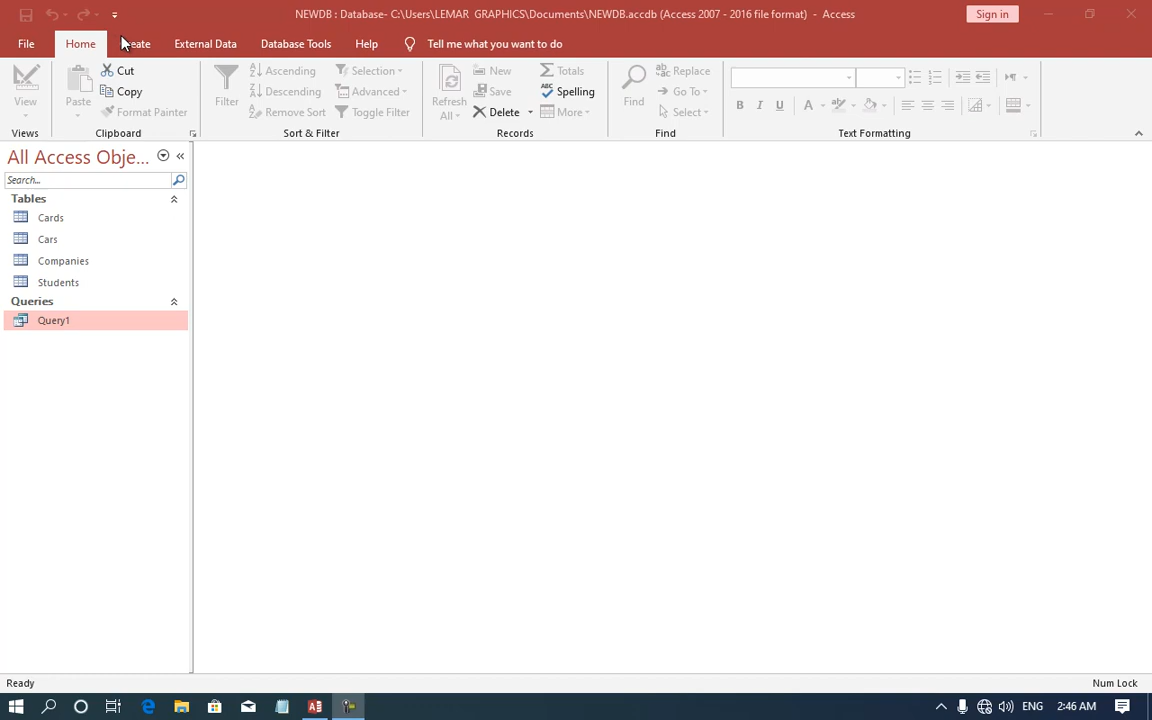 NEWDB : Database- C:\Users\LEMAR  GRAPHICS\Documents\NEWDB.accdb (Access 2007 - 2016 file format)  -  Access
Sign in
File
Home
Create
External Data
Database Tools
Help
Tell me what you want to do
View
Views
Paste
Cut
Copy
Format Painter
Clipboard
Filter
Ascending
Descending
Remove Sort
Selection
Advanced
Toggle Filter
Sort & Filter
Refresh All
New
Save
Delete
Totals
Spelling
More
Records
Find
Replace
Go To
Select
Find
B I U
A
Text Formatting
All Access Obje...
Search...
Tables
Cards
Cars
Companies
Students
Queries
Query1
Ready
Num Lock
ENG
2:46 AM